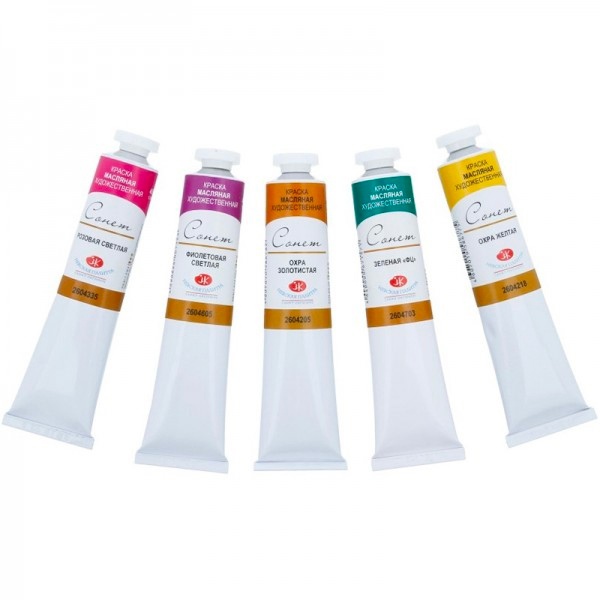 КРАСКА
МАСЛЯНАЯ
ХУДОЖЕСТВЕННАЯ
Сонет
РОЗОВАЯ СВЕТЛАЯ
2604335
КРАСКА
МАСЛЯНАЯ
ХУДОЖЕСТВЕННАЯ
Сонет
ФИОЛЕТОВАЯ
СВЕТЛАЯ
2604605
КРАСКА
МАСЛЯНАЯ
ХУДОЖЕСТВЕННАЯ
Сонет
ОХРА
ЗОЛОТИСТАЯ
2604205
КРАСКА
МАСЛЯНАЯ
ХУДОЖЕСТВЕННАЯ
Сонет
ЗЕЛЕНАЯ «ФЦ»
2604703
КРАСКА
МАСЛЯНАЯ
ХУДОЖЕСТВЕННАЯ
Сонет
ОХРА ЖЕЛТАЯ
2604218